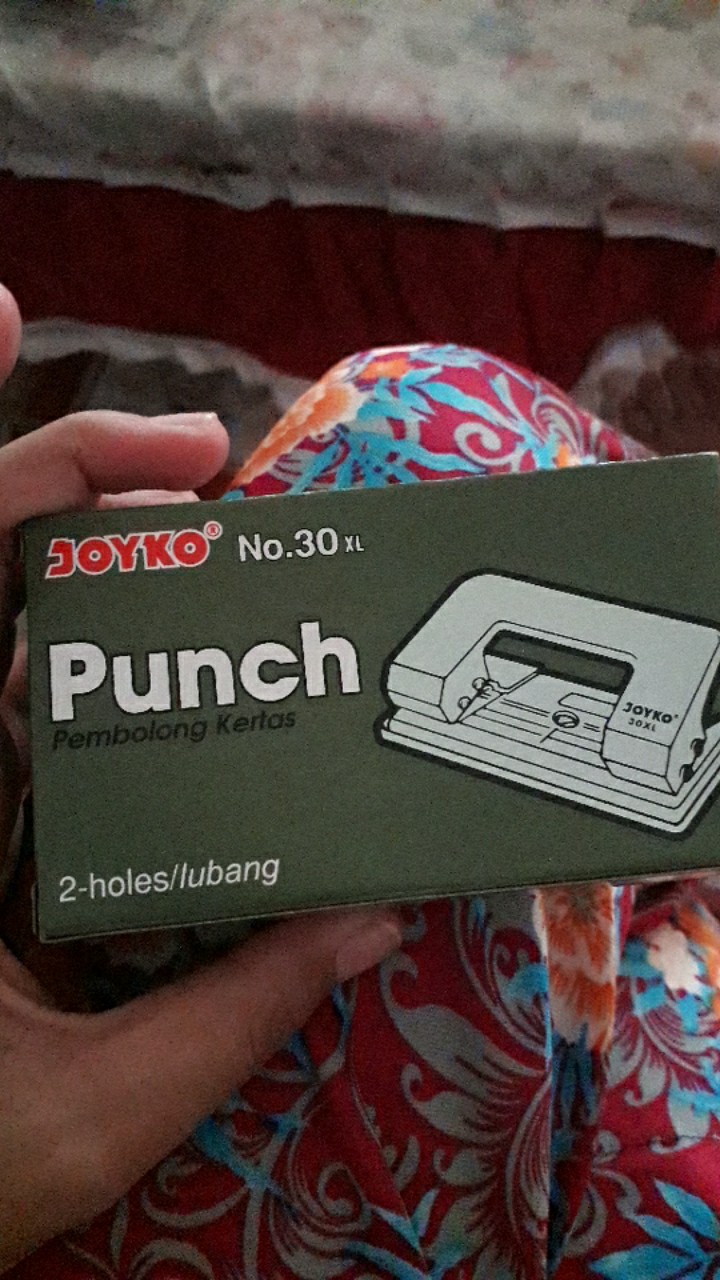 JOYKO® No.30 XL
Punch
Pembolong Kertas
2-holes/lubang
JOYKO®
30XL